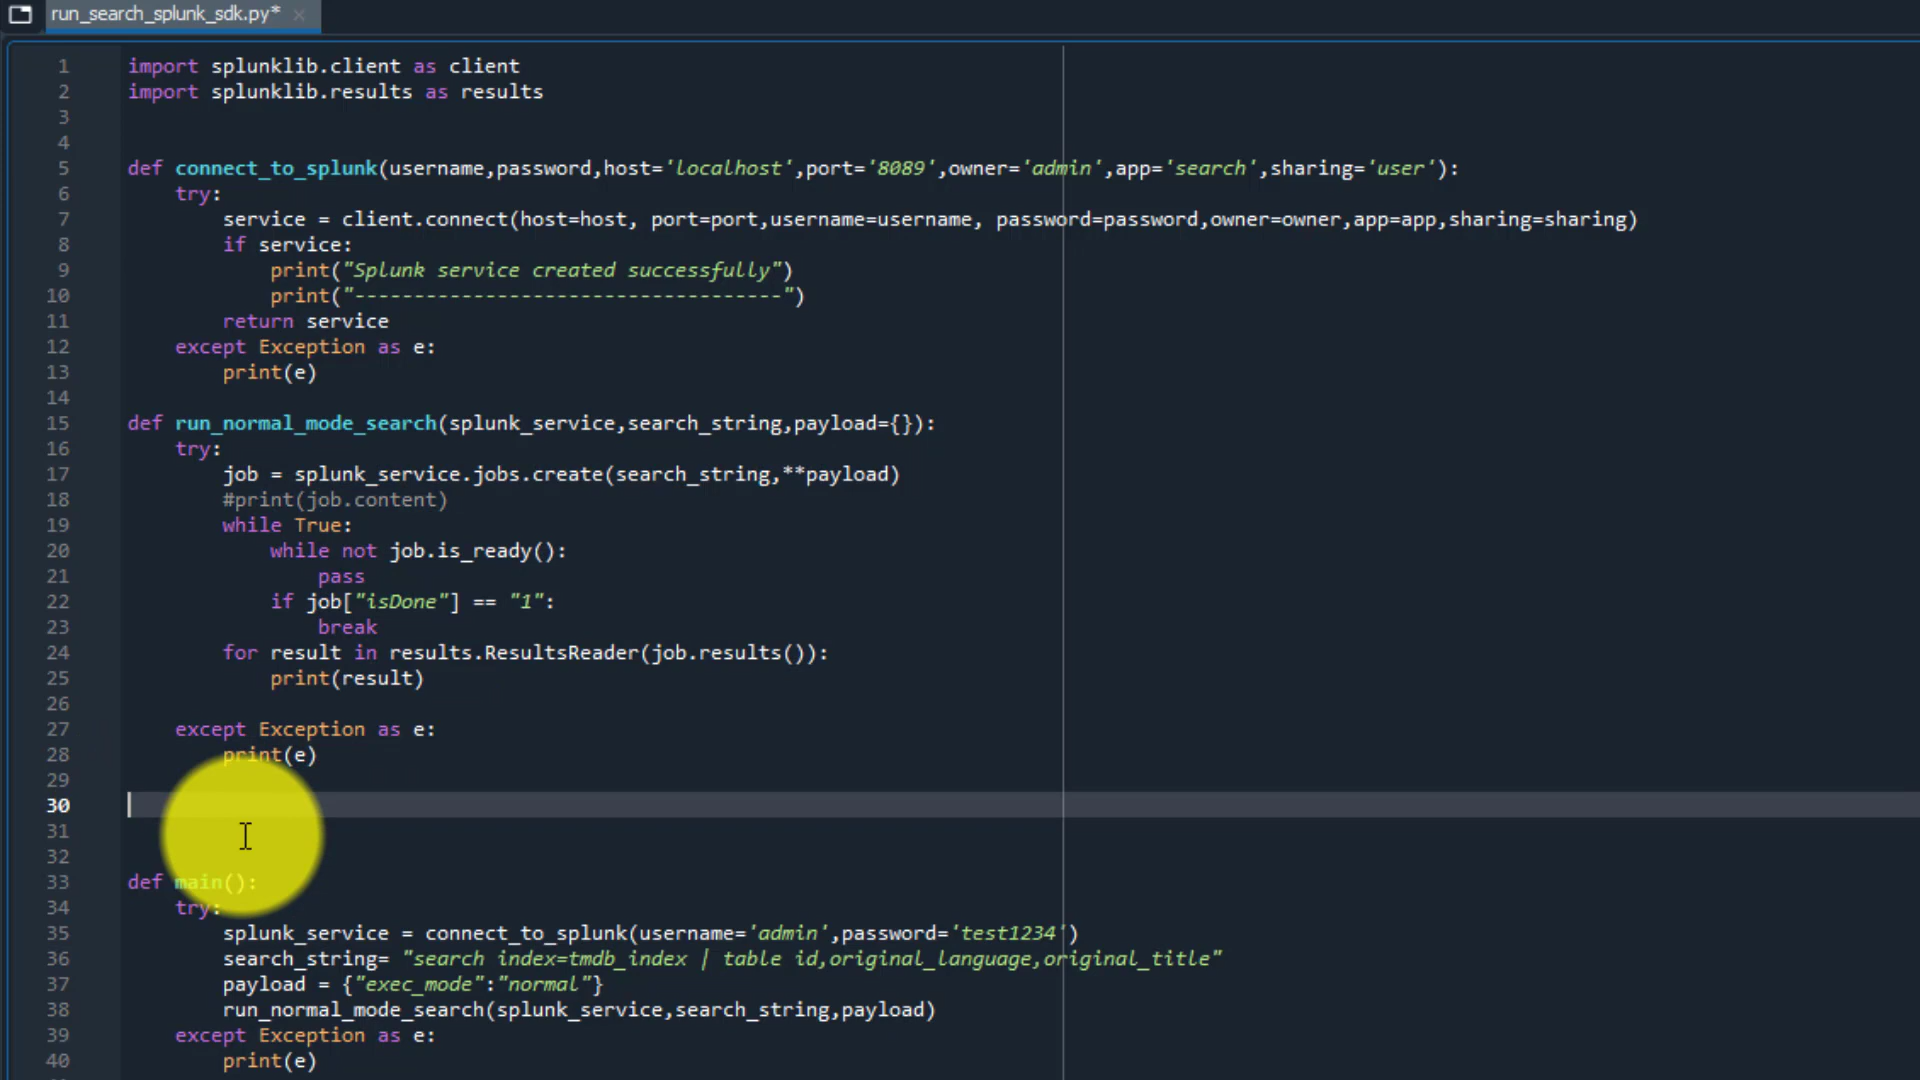 run_search_splunk_sdk.py*
1 import splunklib.client as client
2 import splunklib.results as results
3
4
5 def connect_to_splunk(username,password,host='localhost',port='8089',owner='admin',app='search',sharing='user'):
6     try:
7         service = client.connect(host=host, port=port,username=username, password=password,owner=owner,app=app,sharing=sharing)
8         if service:
9             print("Splunk service created successfully")
10             print("------------------------------------")
11         return service
12     except Exception as e:
13         print(e)
14
15 def run_normal_mode_search(splunk_service,search_string,payload={}):
16     try:
17         job = splunk_service.jobs.create(search_string,**payload)
18         #print(job.content)
19         while True:
20             while not job.is_ready():
21                 pass
22             if job["isDone"] == "1":
23                 break
24         for result in results.ResultsReader(job.results()):
25             print(result)
26
27     except Exception as e:
28         print(e)
29
30
31
32
33 def main():
34     try:
35         splunk_service = connect_to_splunk(username='admin',password='test1234')
36         search_string= "search index=tmdb_index | table id,original_language,original_title"
37         payload = {"exec_mode":"normal"}
38         run_normal_mode_search(splunk_service,search_string,payload)
39     except Exception as e:
40         print(e)